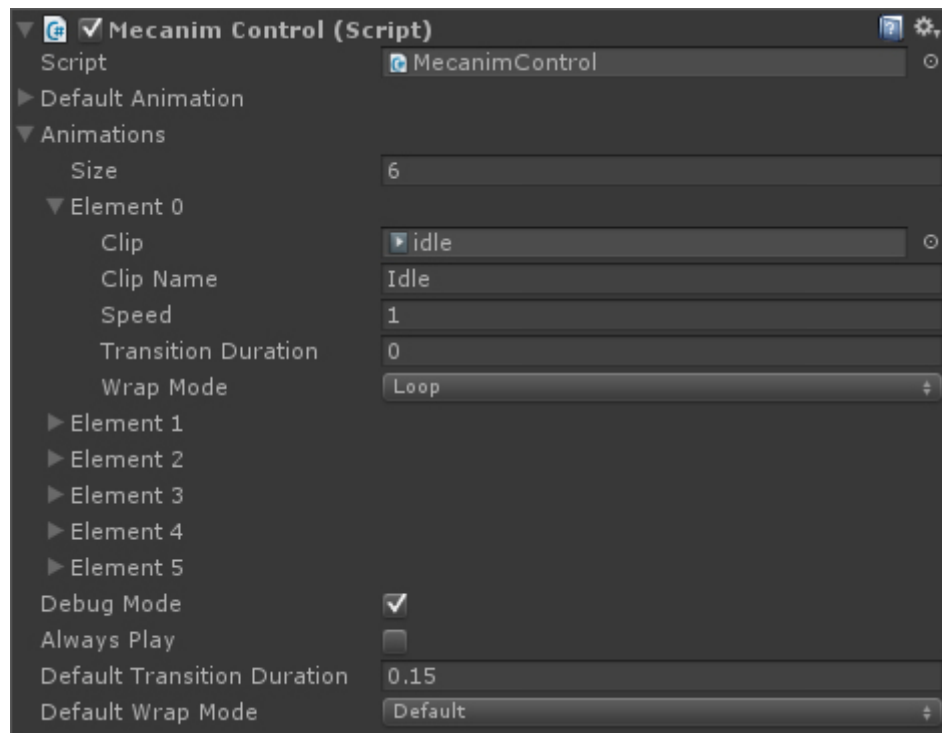 Mecanim Control (Script)
Script MecanimControl
Default Animation
Animations
Size 6
Element 0
Clip idle
Clip Name Idle
Speed 1
Transition Duration 0
Wrap Mode Loop
Element 1
Element 2
Element 3
Element 4
Element 5
Debug Mode
Always Play
Default Transition Duration 0.15
Default Wrap Mode Default